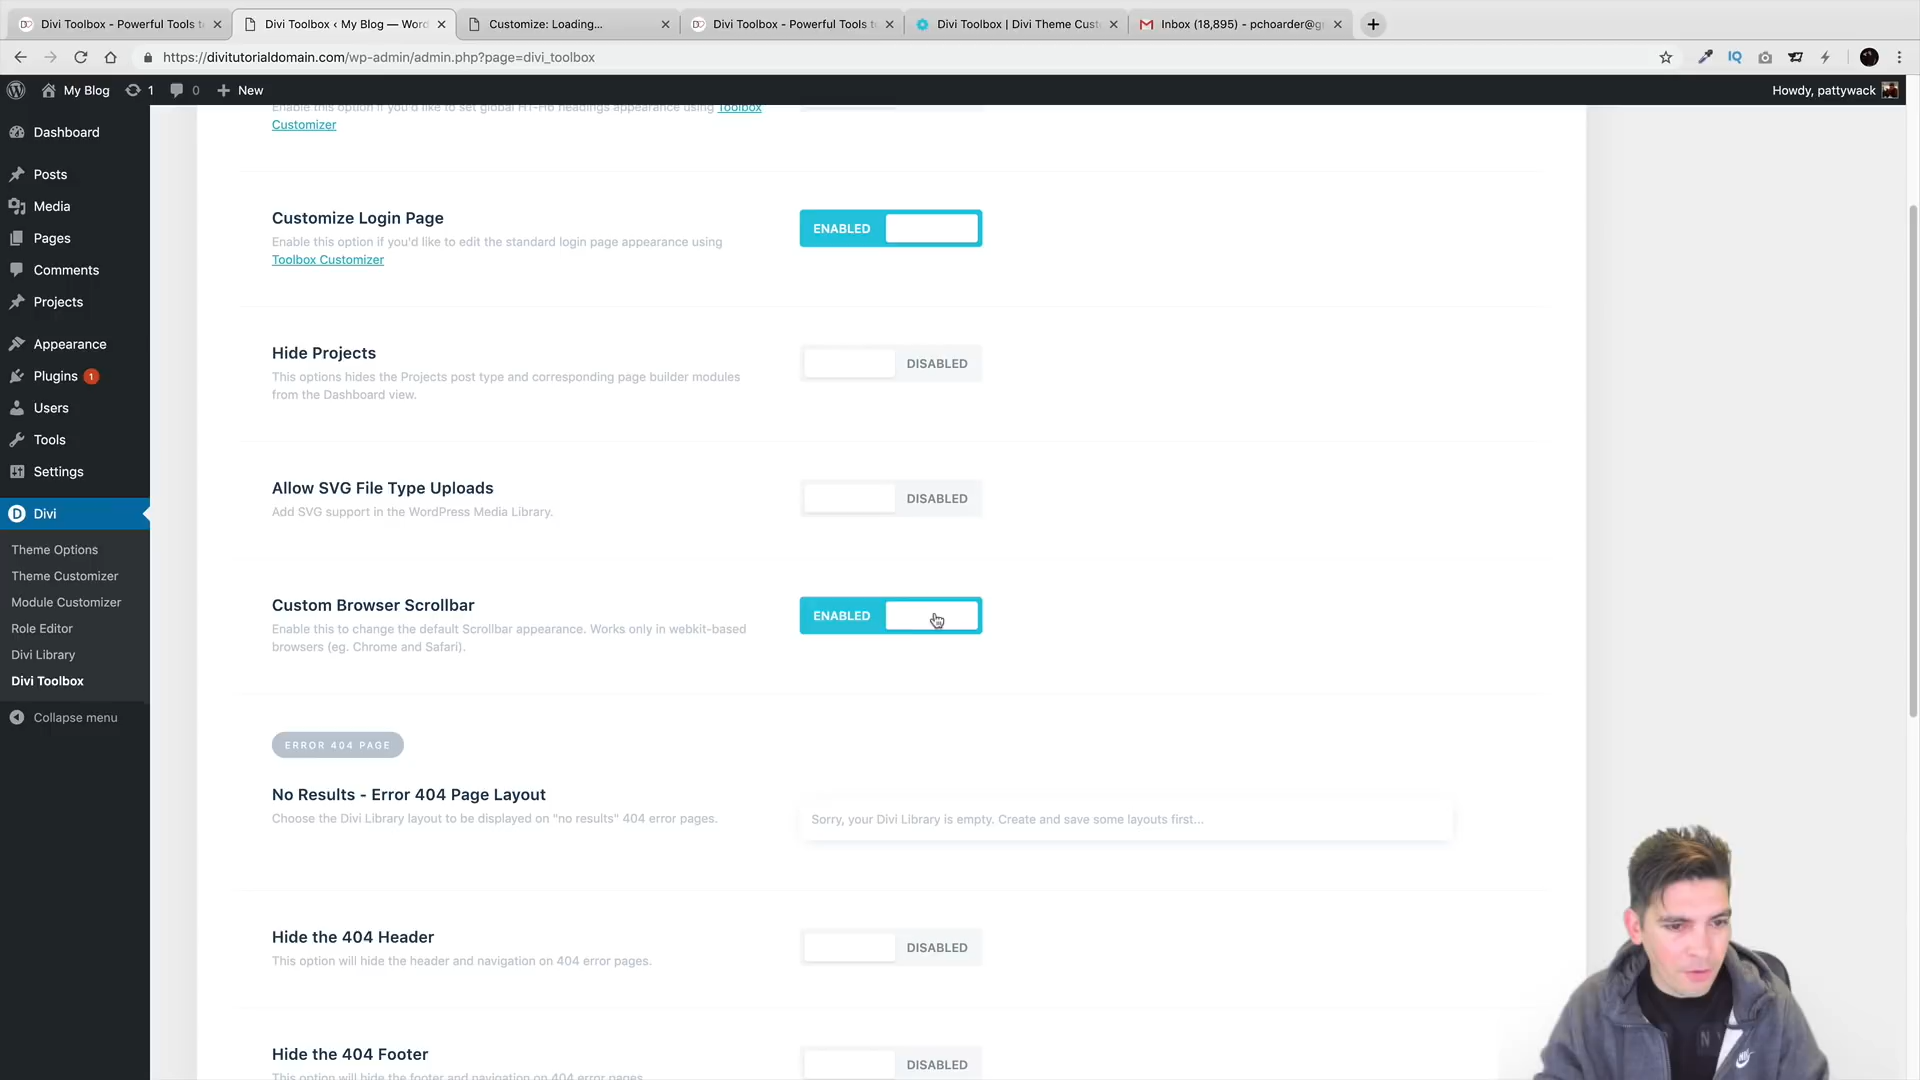 Divi Toolbox - Powerful Tools t
Divi Toolbox ‹ My Blog — Word
Customize: Loading...
Divi Toolbox - Powerful Tools t
Divi Toolbox | Divi Theme Cust
Inbox (18,895) - pchoarder@g
https://divitutorialdomain.com/wp-admin/admin.php?page=divi_toolbox
IQ
My Blog
1
0
New
Howdy, pattywack
Dashboard
Posts
Media
Pages
Comments
Projects
Appearance
Plugins 1
Users
Tools
Settings
Divi
Theme Options
Theme Customizer
Module Customizer
Role Editor
Divi Library
Divi Toolbox
Collapse menu
Enable this option if you'd like to set global H1-H6 headings appearance using Toolbox
Customizer
Customize Login Page
ENABLED
Enable this option if you'd like to edit the standard login page appearance using
Toolbox Customizer
Hide Projects
DISABLED
This options hides the Projects post type and corresponding page builder modules
from the Dashboard view.
Allow SVG File Type Uploads
DISABLED
Add SVG support in the WordPress Media Library.
Custom Browser Scrollbar
ENABLED
Enable this to change the default Scrollbar appearance. Works only in webkit-based
browsers (eg. Chrome and Safari).
ERROR 404 PAGE
No Results - Error 404 Page Layout
Choose the Divi Library layout to be displayed on "no results" 404 error pages.
Sorry, your Divi Library is empty. Create and save some layouts first...
Hide the 404 Header
DISABLED
This option will hide the header and navigation on 404 error pages.
Hide the 404 Footer
DISABLED
This option will hide the footer and navigation on 404 error pages